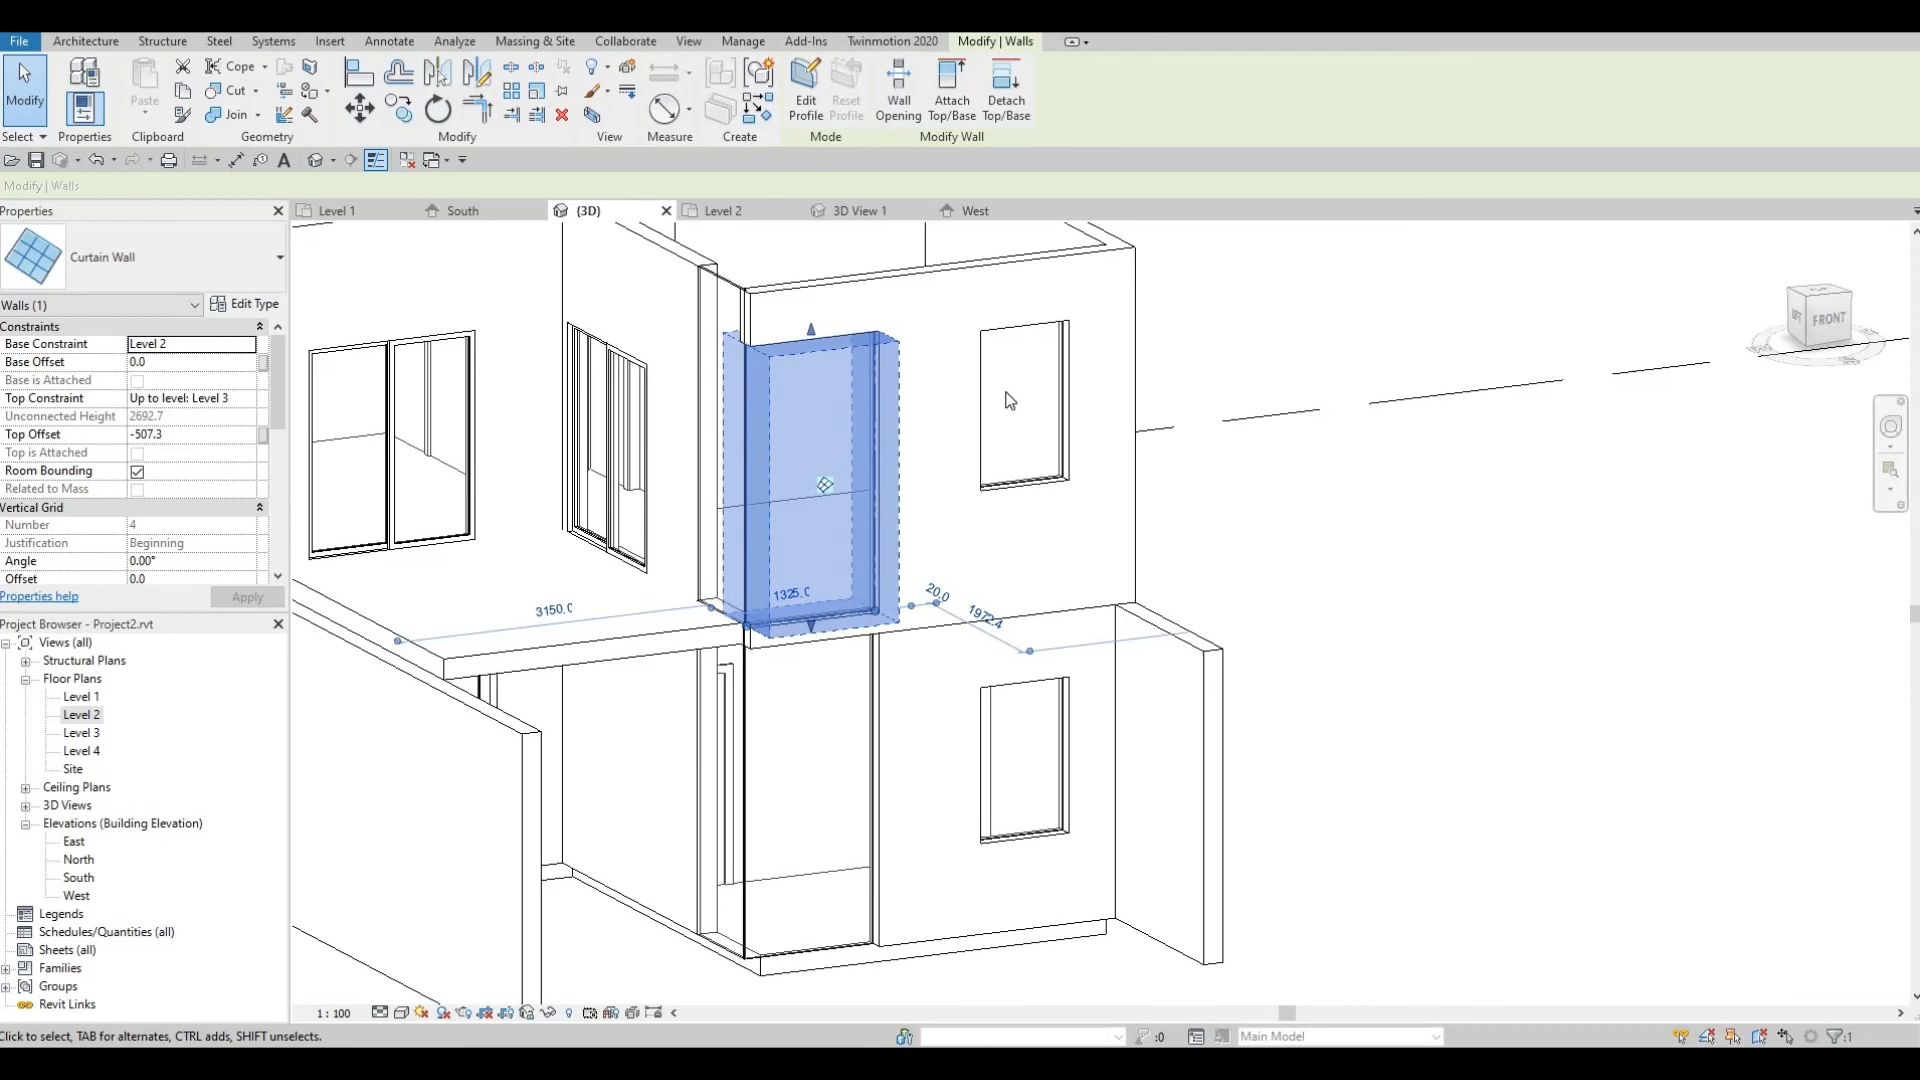 File Architecture Structure Steel Systems Insert Annotate Analyze Massing & Site Collaborate View Manage Add-Ins Twinmotion 2020 Modify | Walls
Modify
Select
Properties
Paste
Clipboard
Cope
Cut
Join
Geometry
Modify
View
Measure
Create
Edit Profile
Reset Profile
Mode
Wall Opening
Attach Top/Base
Detach Top/Base
Modify Wall
Modify | Walls
Properties
Level 1
South
(3D)
Level 2
3D View 1
West
Curtain Wall
Walls (1)
Edit Type
Constraints
Base Constraint Level 2
Base Offset 0.0
Base is Attached
Top Constraint Up to level: Level 3
Unconnected Height 2692.7
Top Offset -507.3
Top is Attached
Room Bounding
Related to Mass
Vertical Grid
Number 4
Justification Beginning
Angle 0.00°
Offset 0.0
Properties help
Apply
Project Browser - Project2.rvt
Views (all)
Structural Plans
Floor Plans
Level 1
Level 2
Level 3
Level 4
Site
Ceiling Plans
3D Views
Elevations (Building Elevation)
East
North
South
West
Legends
Schedules/Quantities (all)
Sheets (all)
Families
Groups
Revit Links
3150.0
1325.0
20.0
1972.4
TOP
LEFT
FRONT
1 : 100
Click to select, TAB for alternates, CTRL adds, SHIFT unselects.
:0
Main Model
:1